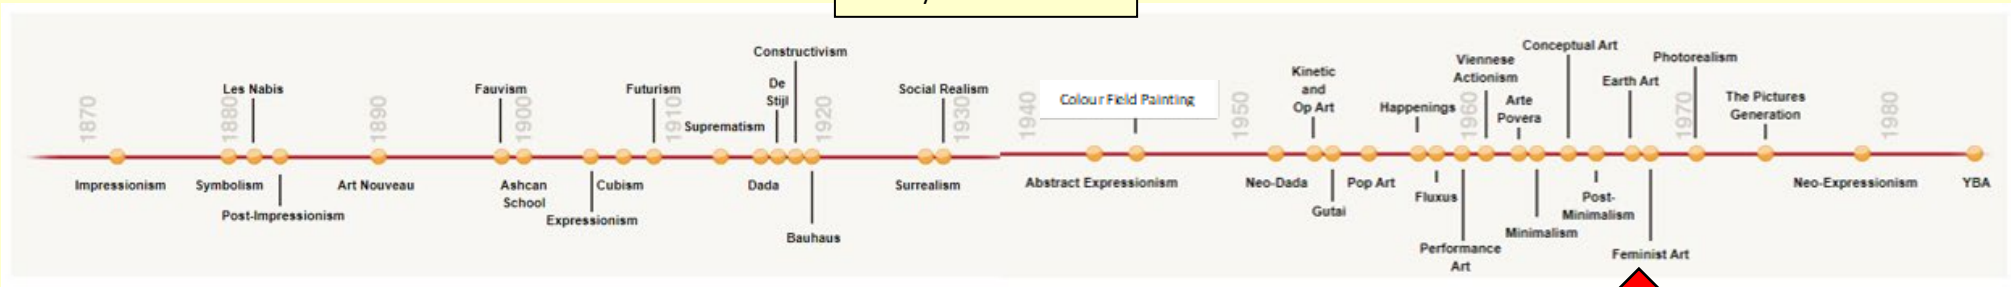 1870
Impressionism
Symbolism
1880
Les Nabis
Post-Impressionism
1890
Art Nouveau
Fauvism
1900
Ashcan
School
Expressionism
Cubism
Futurism
1910
Suprematism
Dada
De
Stijl
Constructivism
Bauhaus
1920
Surrealism
Social Realism
1930
1940
Abstract Expressionism
Colour Field Painting
1950
Neo-Dada
Kinetic
and
Op Art
Gutai
Pop Art
Happenings
Fluxus
1960
Performance
Art
Viennese
Actionism
Arte
Povera
Minimalism
Conceptual Art
Post-
Minimalism
Earth Art
Feminist Art
1970
Photorealism
The Pictures
Generation
Neo-Expressionism
1980
YBA